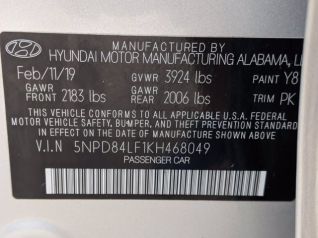 MANUFACTURED BY
HYUNDAI MOTOR MANUFACTURING ALABAMA,
Feb/11/19 GVWR 3924 lbs PAINT Y8
GAWR FRONT 2183 lbs GAWR REAR 2006 lbs TRIM PK
THIS VEHICLE CONFORMS TO ALL APPLICABLE U.S.A. FEDERAL
MOTOR VEHICLE SAFETY, BUMPER, AND THEFT PREVENTION
STANDARDS IN EFFECT ON THE DATE OF MANUFACTURE SHOWN ABOVE.
V.I.N 5NPD84LF1KH468049
PASSENGER CAR